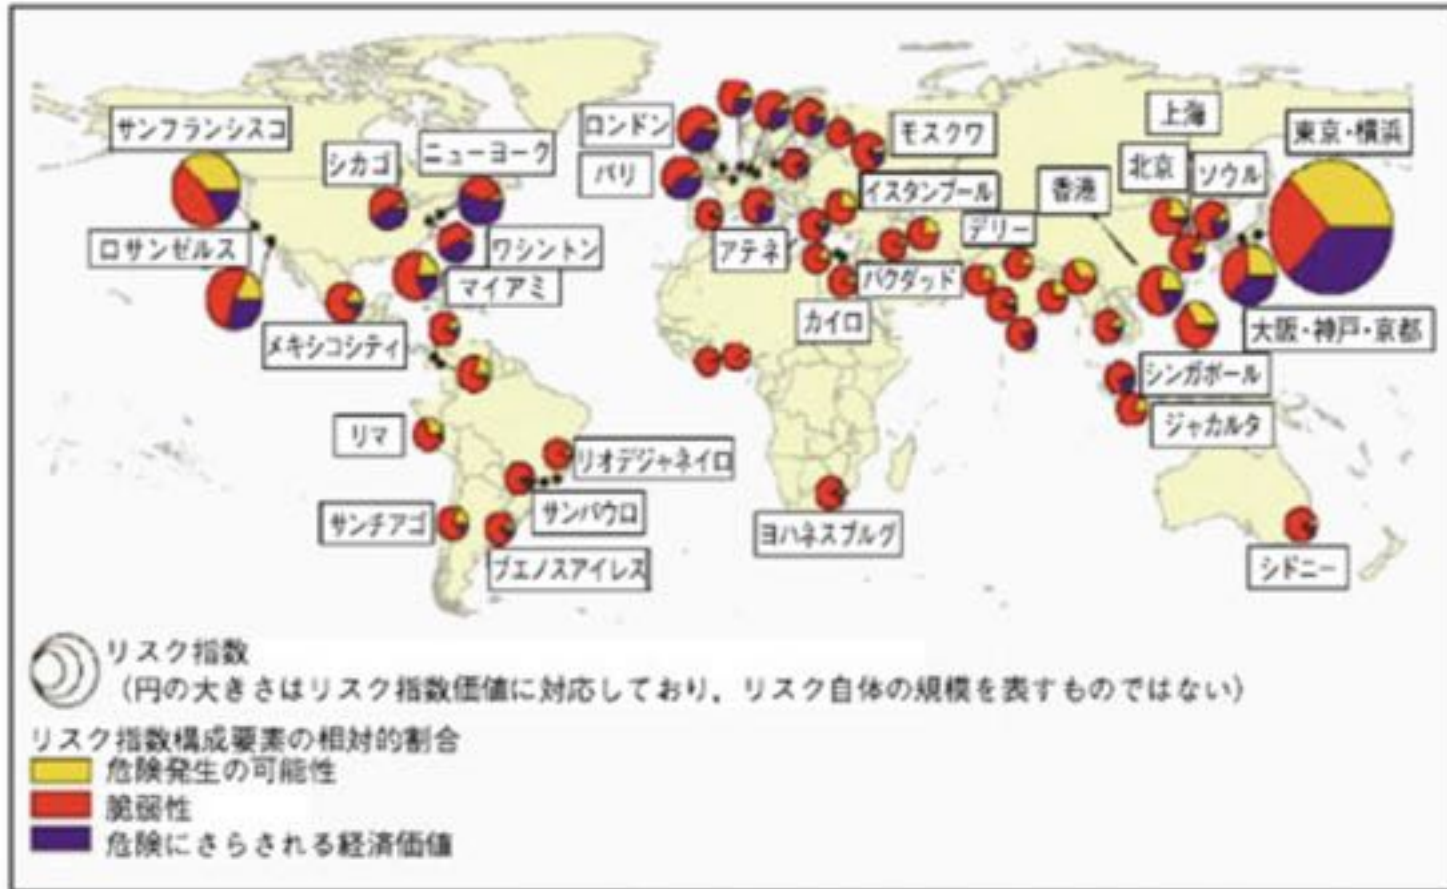 サンフランシスコ
シカゴ
ニューヨーク
ロサンゼルス
ワシントン
マイアミ
メキシコシティ
リマ
リオデジャネイロ
サンチアゴ
サンパウロ
ブエノスアイレス
ロンドン
パリ
モスクワ
イスタンブール
アテネ
バクダッド
カイロ
ヨハネスブルグ
デリー
香港
上海
北京
ソウル
東京・横浜
大阪・神戸・京都
シンガポール
ジャカルタ
シドニー
リスク指数
（円の大きさはリスク指数価値に対応しており，リスク自体の規模を表すものではない）
リスク指数構成要素の相対的割合
危険発生の可能性
脆弱性
危険にさらされる経済価値